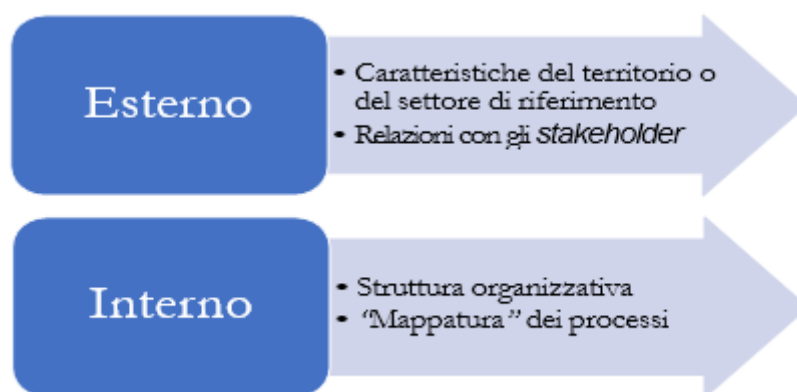 Esterno
• Caratteristiche del territorio o
del settore di riferimento
• Relazioni con gli stakeholder
Interno
• Struttura organizzativa
• “Mappatura” dei processi